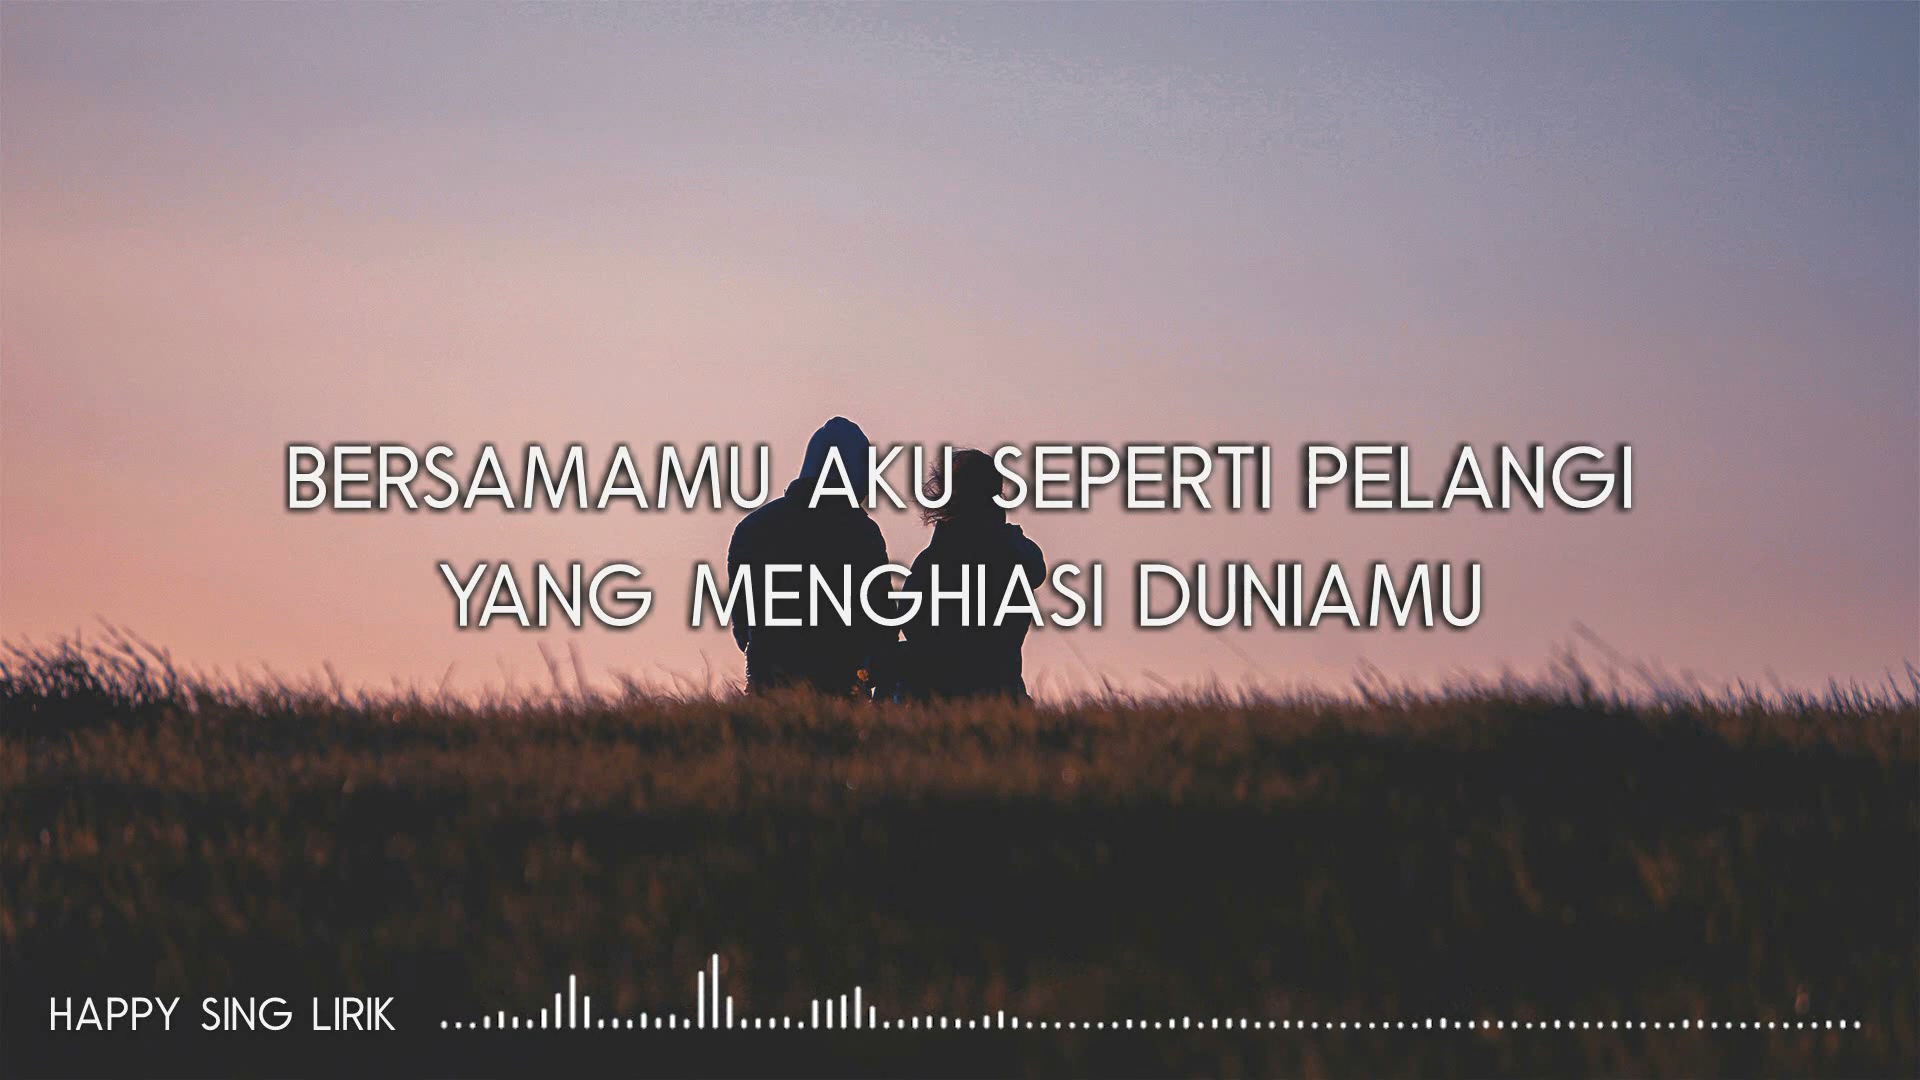 BERSAMAMU AKU SEPERTI PELANGI
YANG MENGHIASI DUNIAMU
HAPPY SING LIRIK